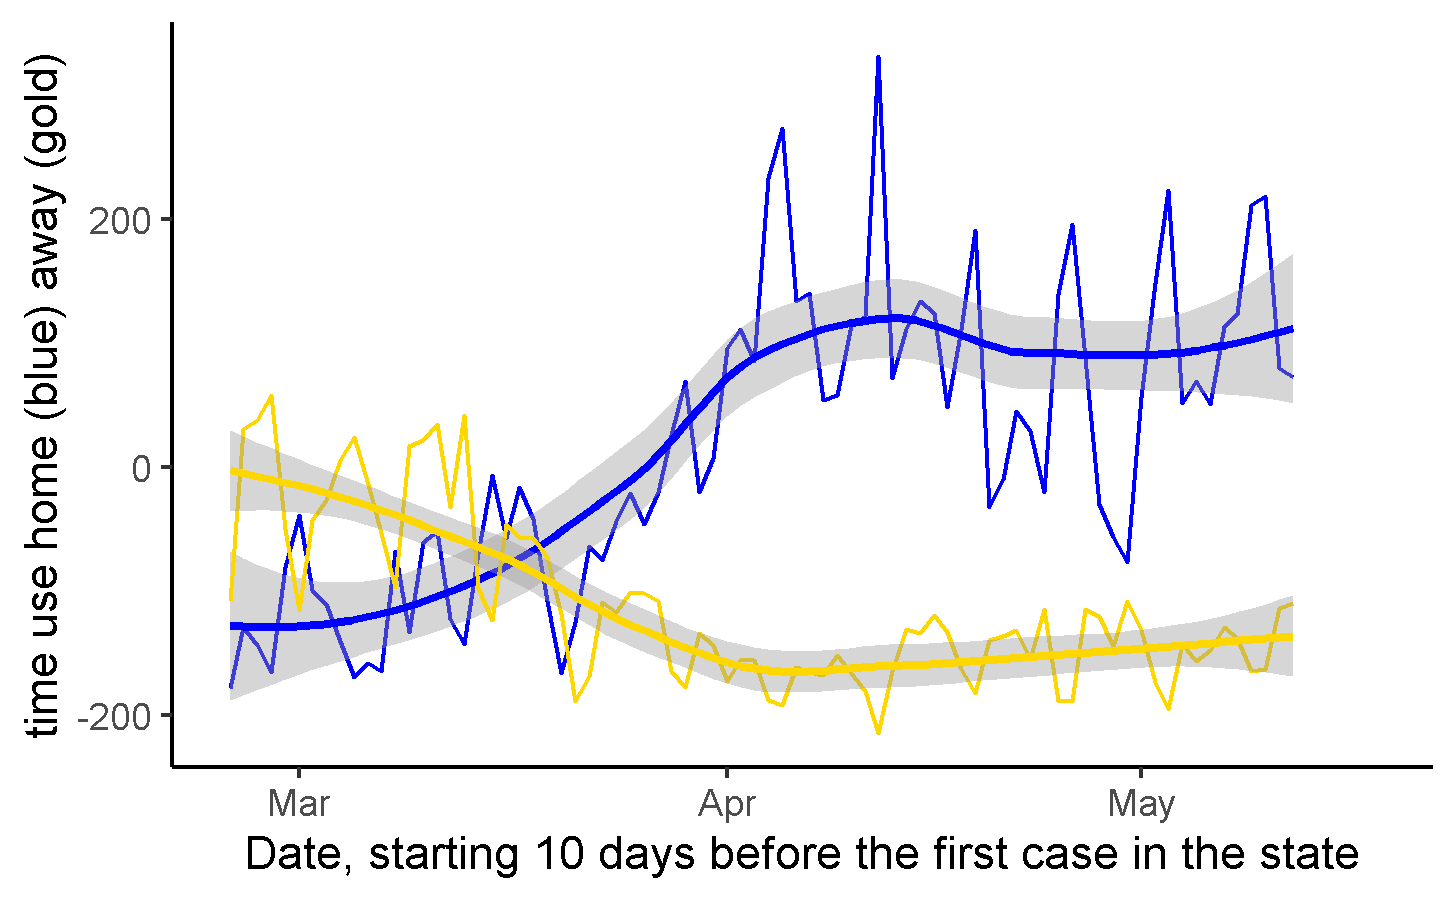 time use home (blue) away (gold)
200
0
-200
Mar
Apr
May
Date, starting 10 days before the first case in the state